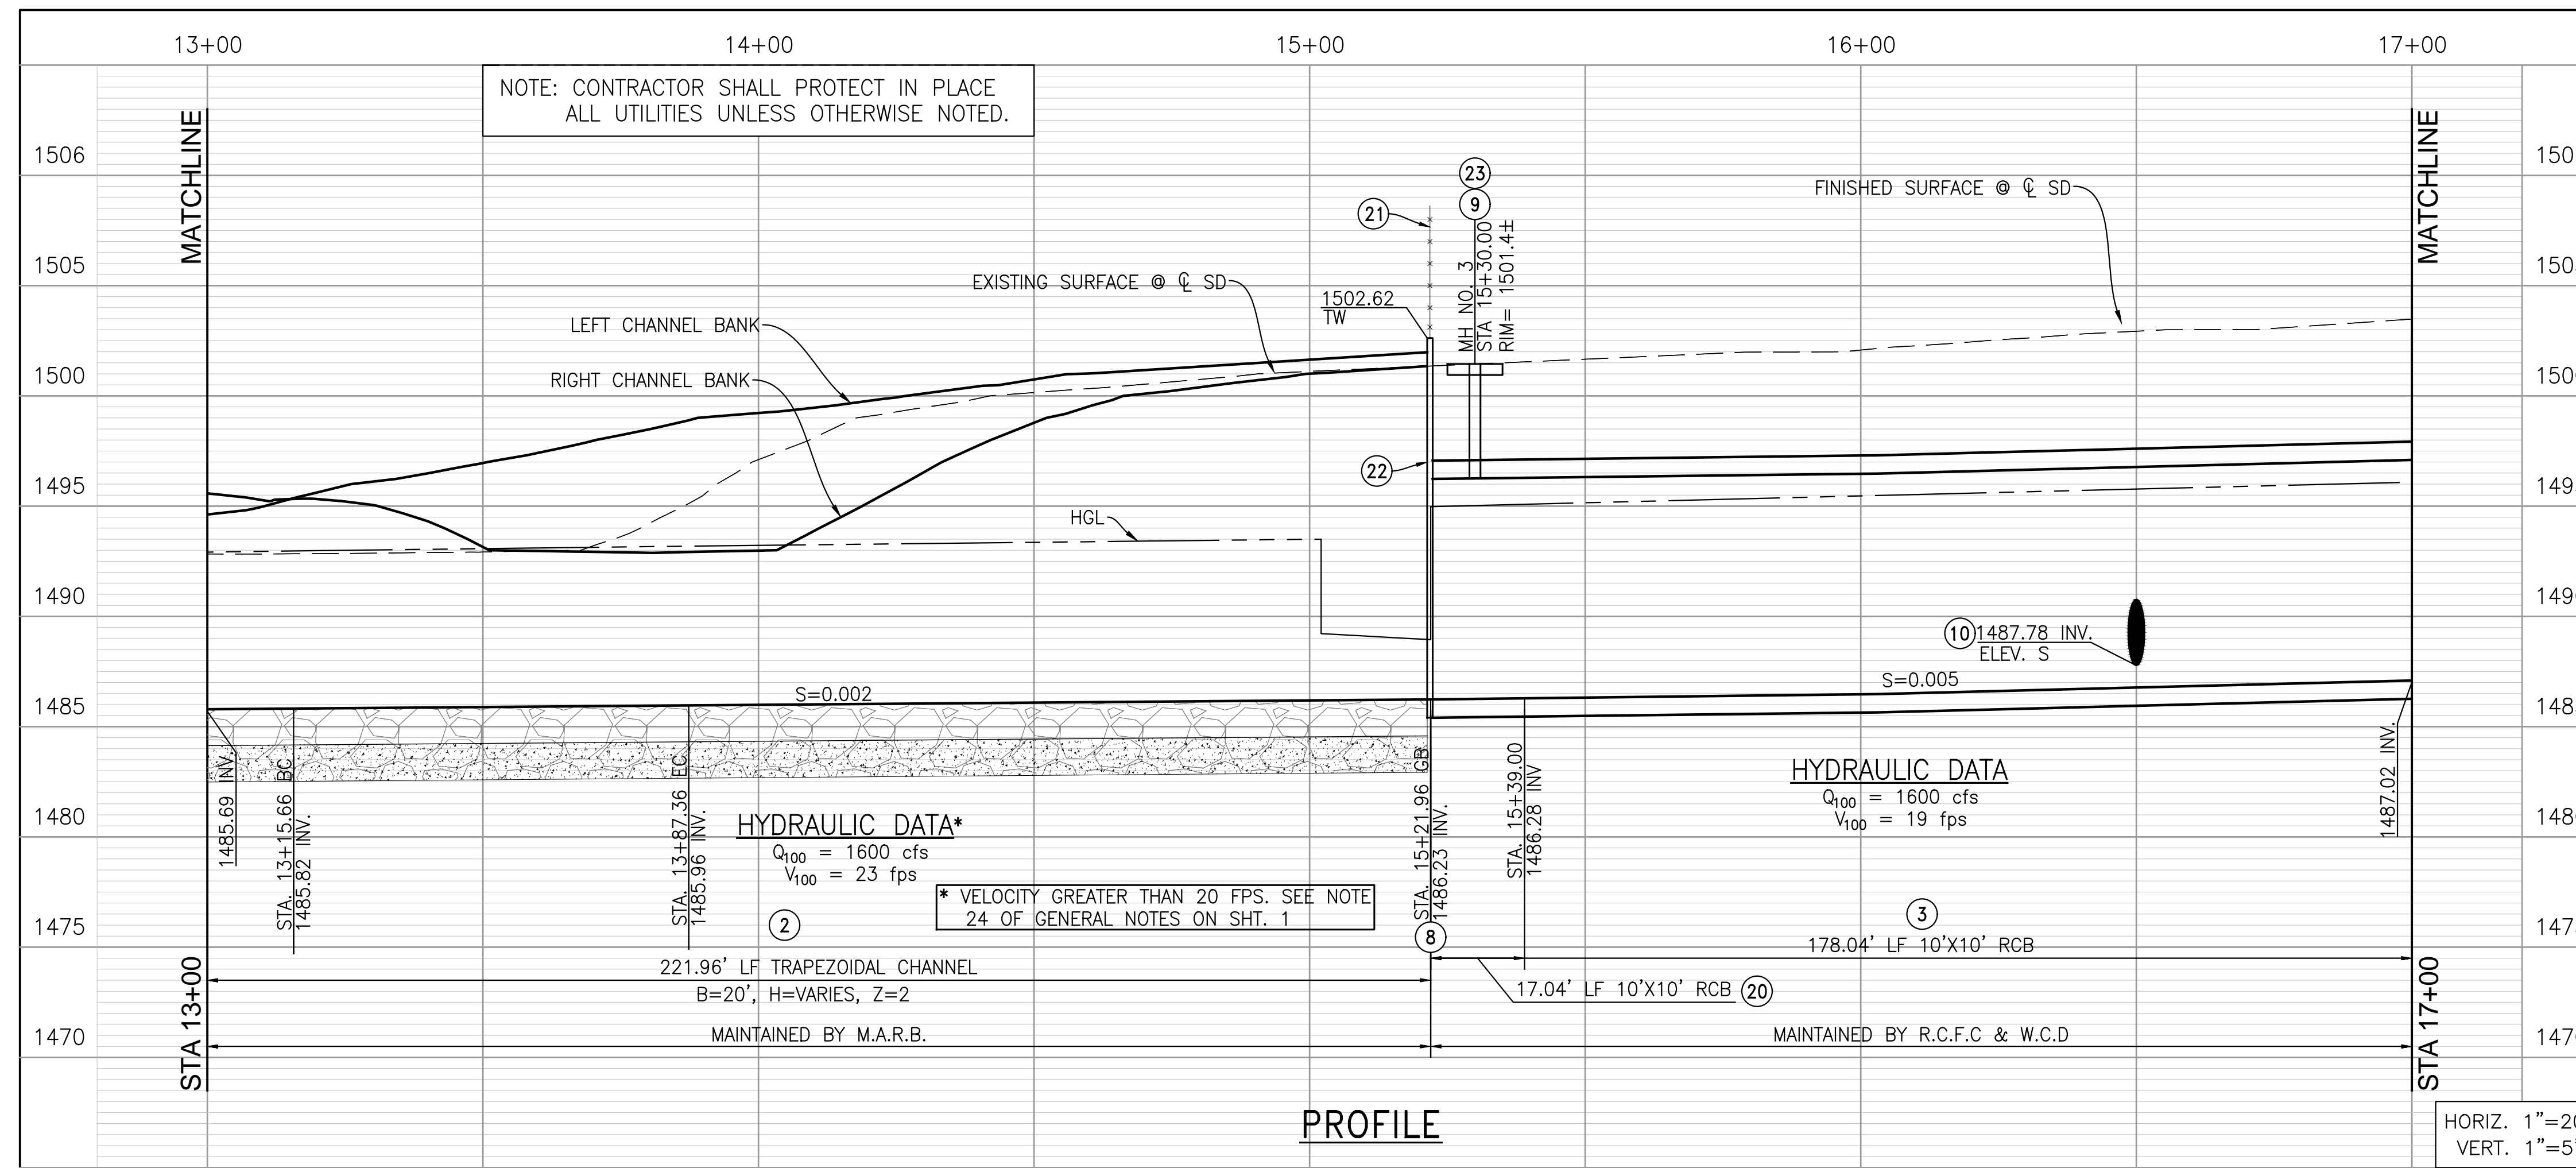 13+00
14+00
15+00
16+00
17+00
NOTE: CONTRACTOR SHALL PROTECT IN PLACE
ALL UTILITIES UNLESS OTHERWISE NOTED.
MATCHLINE
MATCHLINE
1506
1505
1500
1495
1490
1485
1480
1475
1470
23
9
21
MH NO. 3
STA 15+30.00
RIM= 1501.4±
FINISHED SURFACE @ ℄ SD
EXISTING SURFACE @ ℄ SD
1502.62
TW
LEFT CHANNEL BANK
RIGHT CHANNEL BANK
22
HGL
10
1487.78 INV.
ELEV. S
S=0.002
S=0.005
1485.69 INV.
STA. 13+15.66 BC
1485.82 INV.
STA. 13+87.36 EC
1485.96 INV.
HYDRAULIC DATA*
Q100 = 1600 cfs
V100 = 23 fps
* VELOCITY GREATER THAN 20 FPS. SEE NOTE
24 OF GENERAL NOTES ON SHT. 1
2
STA. 15+21.96 GB
1486.23 INV.
8
STA. 15+39.00
1486.28 INV
HYDRAULIC DATA
Q100 = 1600 cfs
V100 = 19 fps
1487.02 INV.
3
178.04' LF 10'X10' RCB
221.96' LF TRAPEZOIDAL CHANNEL
B=20', H=VARIES, Z=2
17.04' LF 10'X10' RCB
20
MAINTAINED BY M.A.R.B.
MAINTAINED BY R.C.F.C & W.C.D
STA 13+00
STA 17+00
PROFILE
HORIZ. 1"=20
VERT. 1"=5'